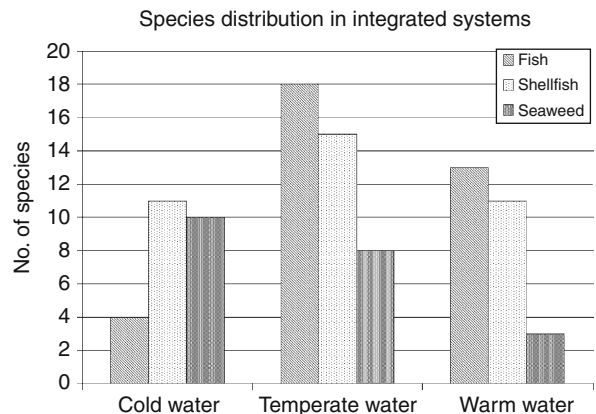 Species distribution in integrated systems
20
18
16
14
12
10
8
6
4
2
0
No. of species
Fish
Shellfish
Seaweed
Cold water Temperate water Warm water